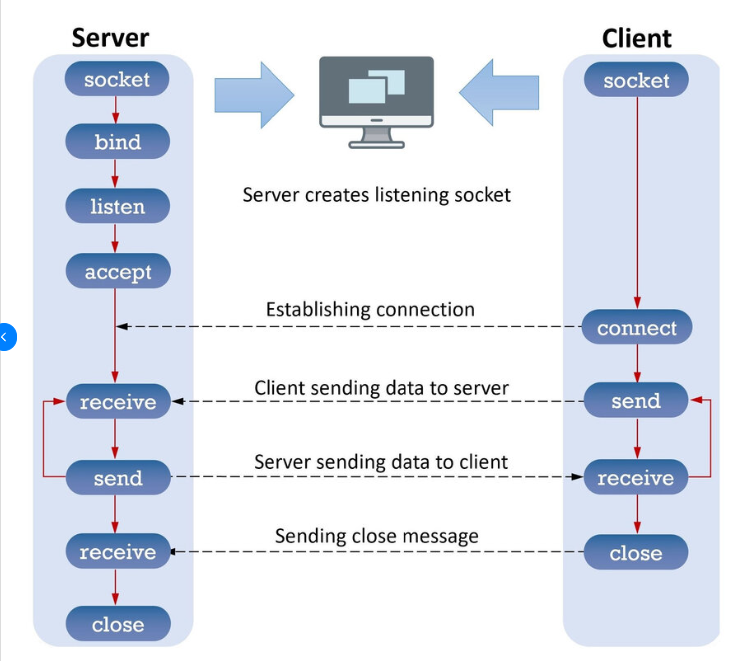 Server
Client
socket
socket
bind
Server creates listening socket
listen
accept
Establishing connection
connect
Client sending data to server
receive
send
Server sending data to client
send
receive
Sending close message
receive
close
close